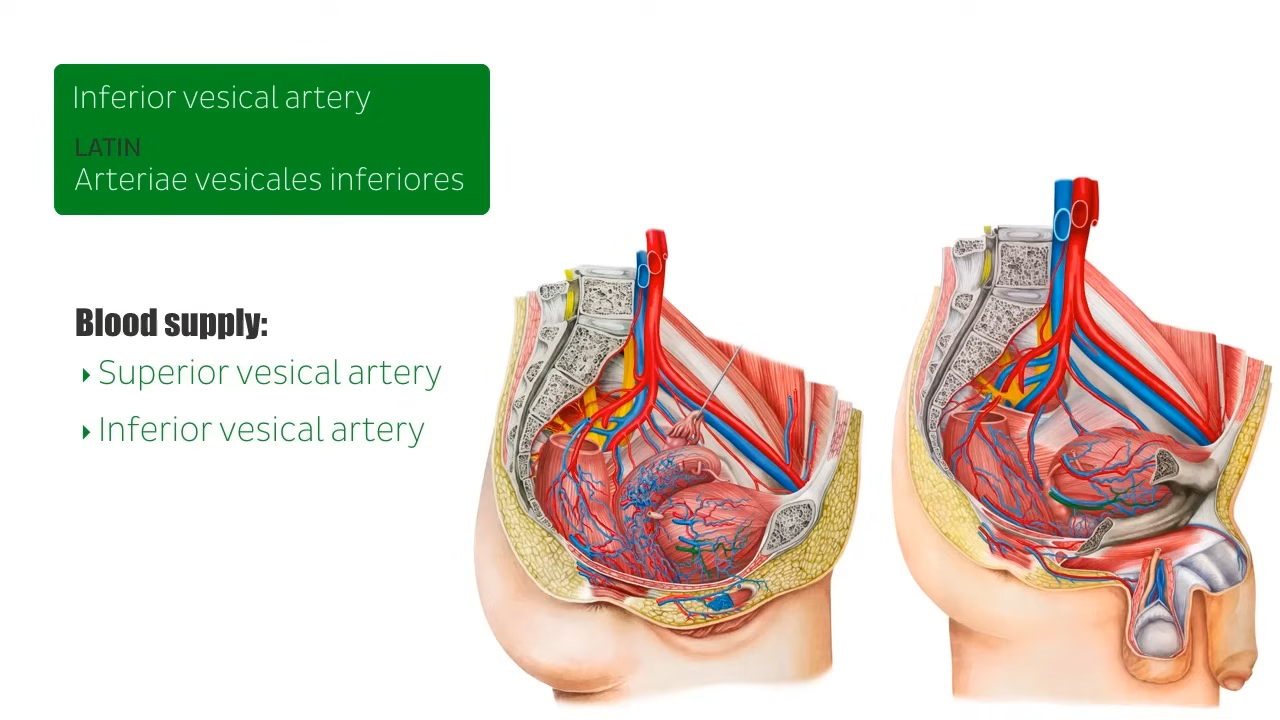 Inferior vesical artery
LATIN
Arteriae vesicales inferiores
Blood supply:
Superior vesical artery
Inferior vesical artery